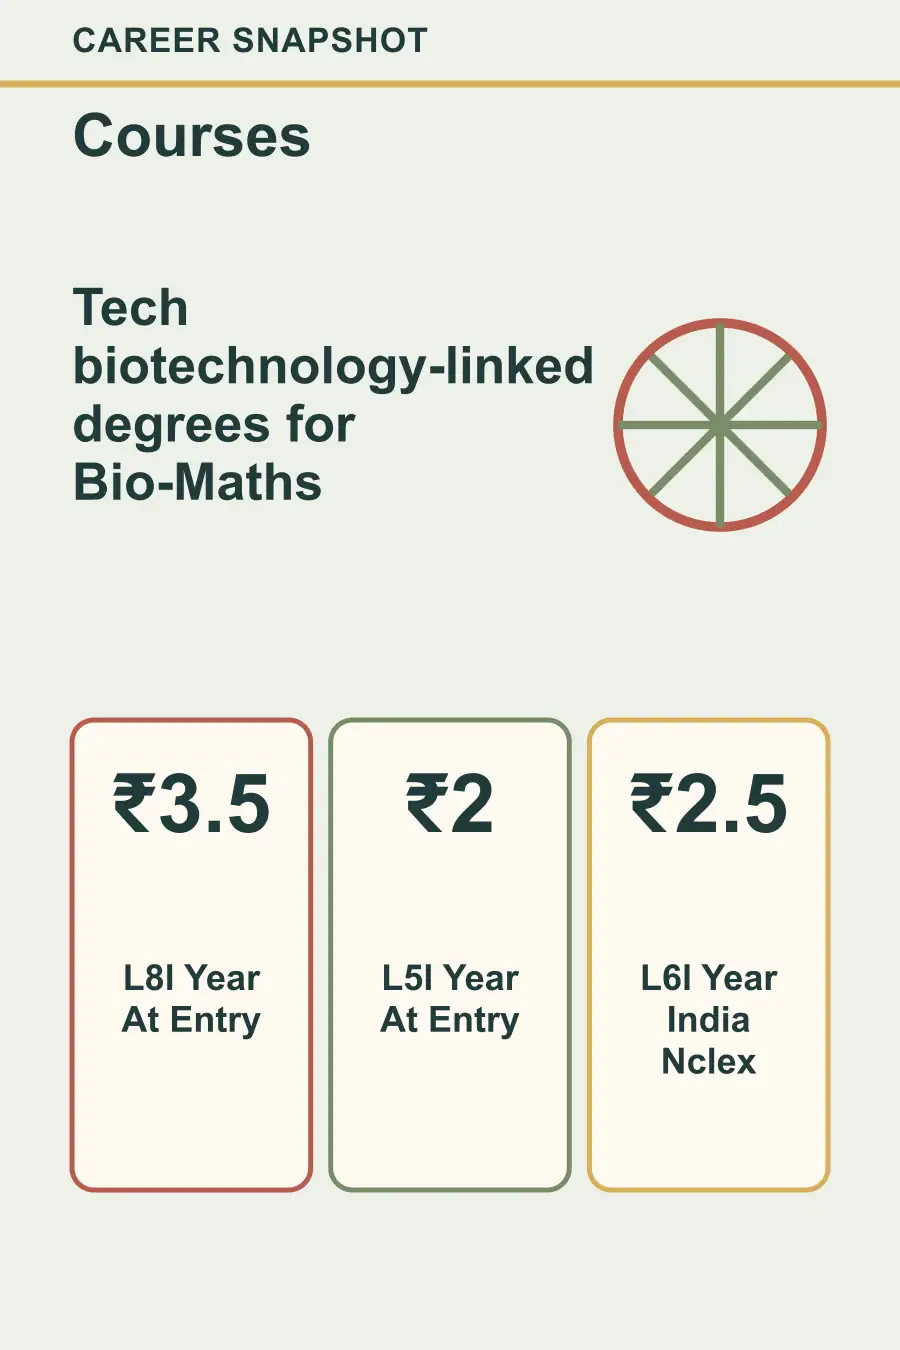 CAREER SNAPSHOT
Courses
Tech
biotechnology-linked
degrees for
Bio-Maths
₹3.5
L8l Year
At Entry
₹2
L5l Year
At Entry
₹2.5
L6l Year
India
Nclex